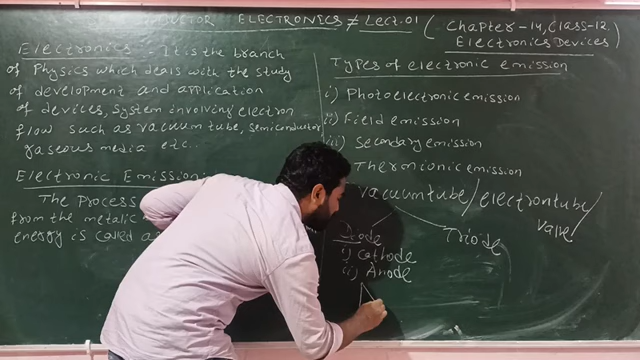 CONDUCTOR ELECTRONICS ≠ Lect.01
(Chapter-14, Class-12.
Electronics Devices)
Electronics - It is the branch
of Physics which deals with the study
of development and application
of devices, system involving electron
flow such as vacuum tube, semiconductor
gaseous media etc..
Electronic Emission:
The Process
from the metalic
energy is called a
Types of electronic emission
i) Photoelectronic emission
ii) Field emission
iii) Secondary emission
Thermionic emission
vacuum tube/electron tube/
Valve
Diode
i) Cathode
ii) Anode
Triode